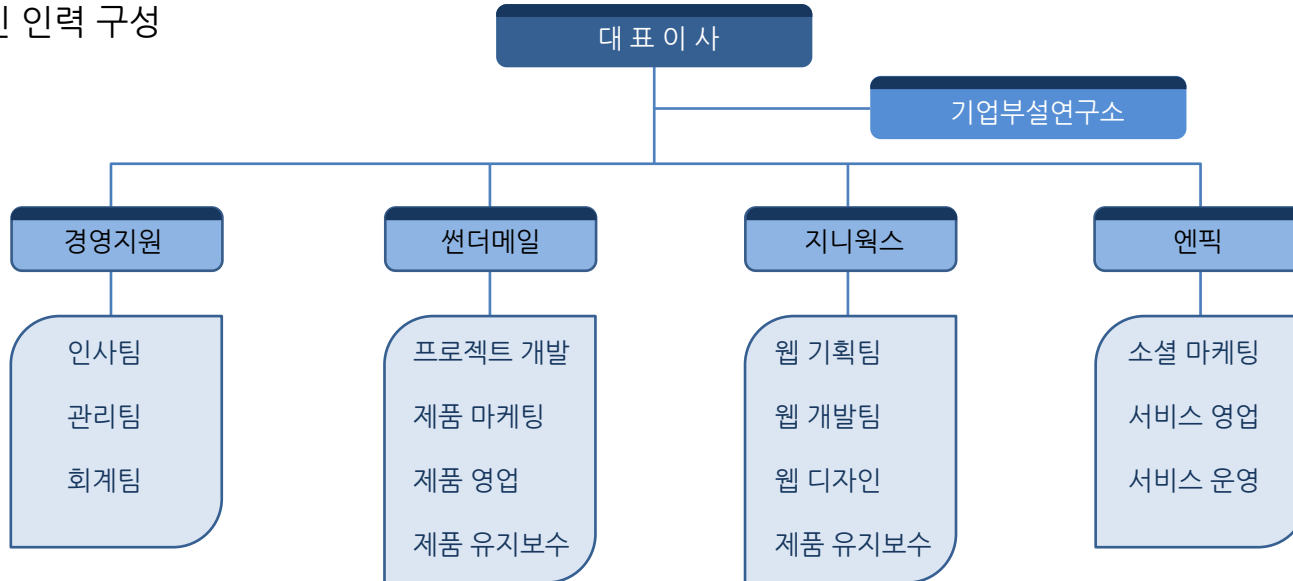 인력 구성
대 표 이 사
기업부설연구소
경영지원
썬더메일
지니웍스
엔픽
인사팀
관리팀
회계팀
프로젝트 개발
제품 마케팅
제품 영업
제품 유지보수
웹 기획팀
웹 개발팀
웹 디자인
제품 유지보수
소셜 마케팅
서비스 영업
서비스 운영